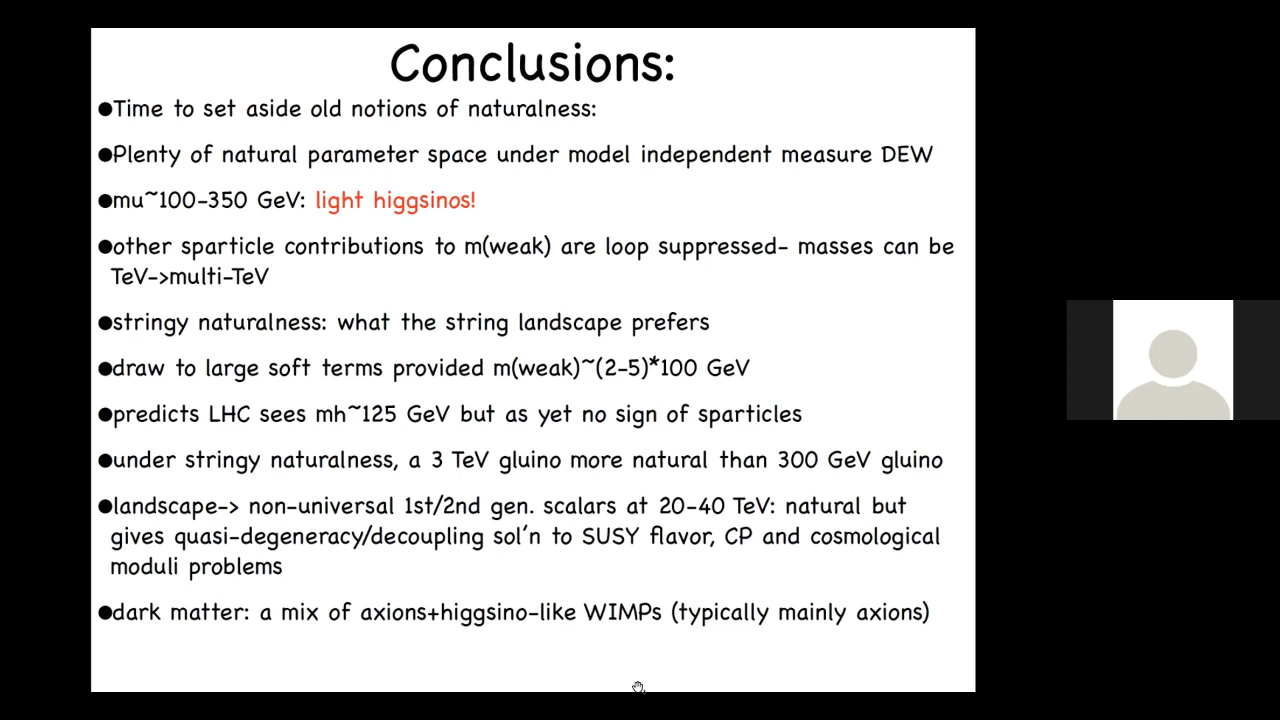 Conclusions:
●Time to set aside old notions of naturalness:
●Plenty of natural parameter space under model independent measure DEW
●mu~100-350 GeV: light higgsinos!
●other sparticle contributions to m(weak) are loop suppressed- masses can be
TeV->multi-TeV
●stringy naturalness: what the string landscape prefers
●draw to large soft terms provided m(weak)~(2-5)*100 GeV
●predicts LHC sees mh~125 GeV but as yet no sign of sparticles
●under stringy naturalness, a 3 TeV gluino more natural than 300 GeV gluino
●landscape-> non-universal 1st/2nd gen. scalars at 20-40 TeV: natural but
gives quasi-degeneracy/decoupling sol'n to SUSY flavor, CP and cosmological
moduli problems
●dark matter: a mix of axions+higgsino-like WIMPs (typically mainly axions)